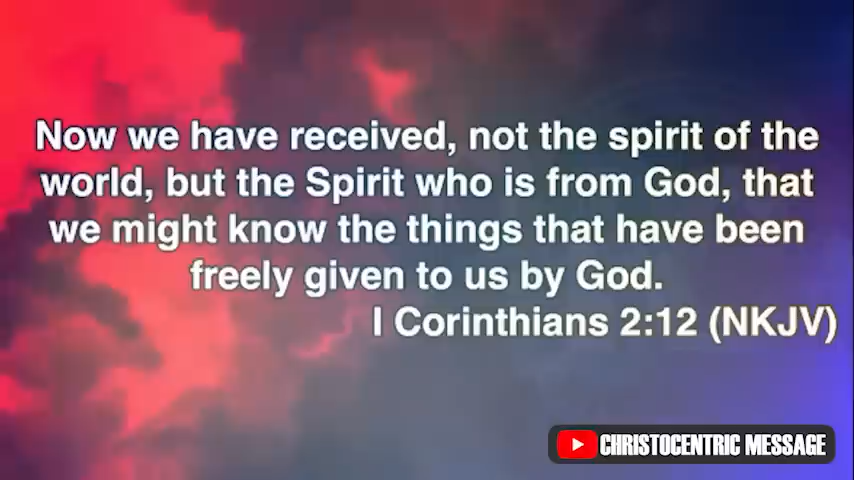 Now we have received, not the spirit of the
world, but the Spirit who is from God, that
we might know the things that have been
freely given to us by God.
I Corinthians 2:12 (NKJV)
CHRISTOCENTRIC MESSAGE